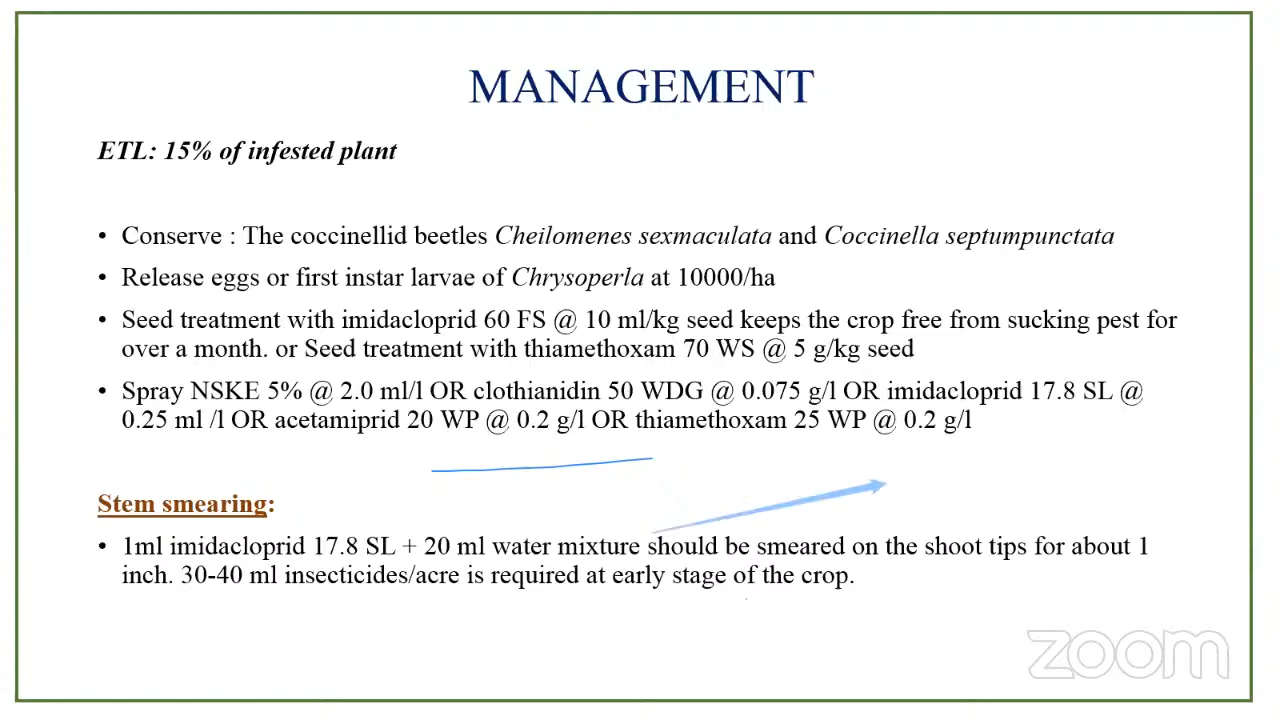 MANAGEMENT
ETL: 15% of infested plant
• Conserve : The coccinellid beetles Cheilomenes sexmaculata and Coccinella septumpunctata
• Release eggs or first instar larvae of Chrysoperla at 10000/ha
• Seed treatment with imidacloprid 60 FS @ 10 ml/kg seed keeps the crop free from sucking pest for
over a month. or Seed treatment with thiamethoxam 70 WS @ 5 g/kg seed
• Spray NSKE 5% @ 2.0 ml/l OR clothianidin 50 WDG @ 0.075 g/l OR imidacloprid 17.8 SL @
0.25 ml /l OR acetamiprid 20 WP @ 0.2 g/l OR thiamethoxam 25 WP @ 0.2 g/l
Stem smearing:
• 1ml imidacloprid 17.8 SL + 20 ml water mixture should be smeared on the shoot tips for about 1
inch. 30-40 ml insecticides/acre is required at early stage of the crop.
zoom